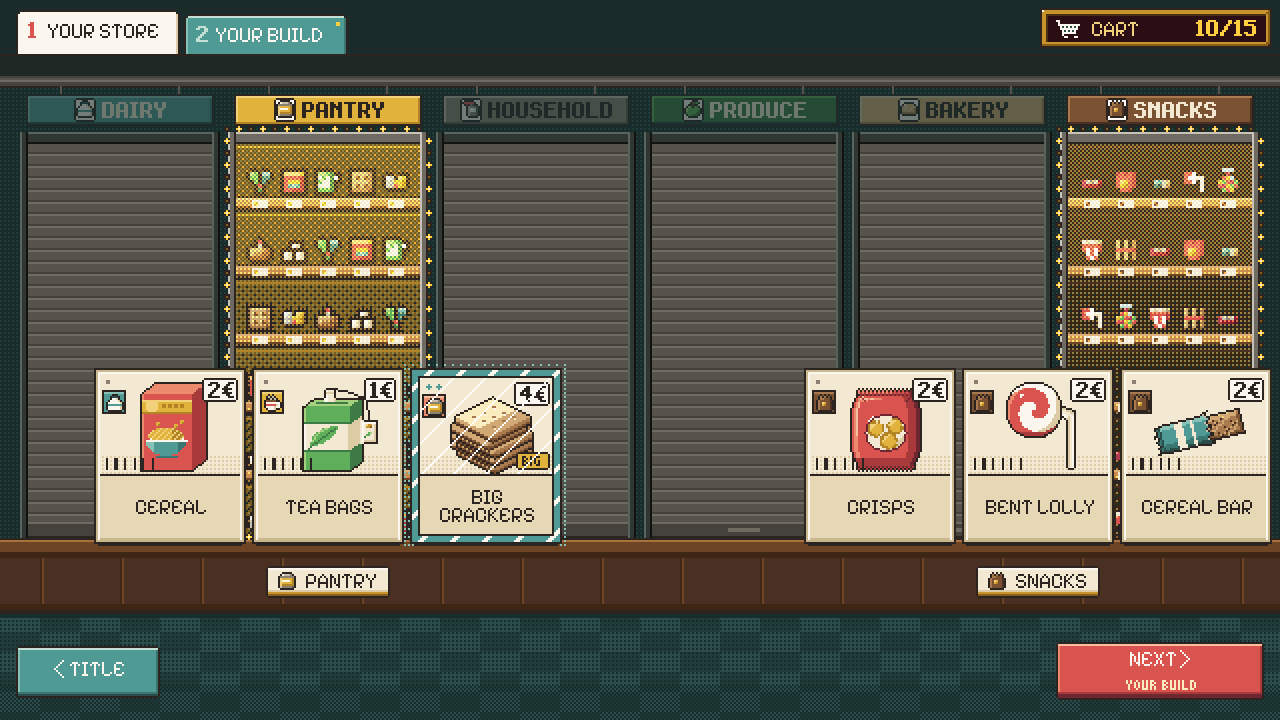 1 YOUR STORE
2 YOUR BUILD
CART 10/15
DAIRY
PANTRY
HOUSEHOLD
PRODUCE
BAKERY
SNACKS
2€
1€
4€
2€
2€
2€
BIG
CEREAL
TEA BAGS
BIG
CRACKERS
CRISPS
BENT LOLLY
CEREAL BAR
PANTRY
SNACKS
<TITLE
NEXT>
YOUR BUILD